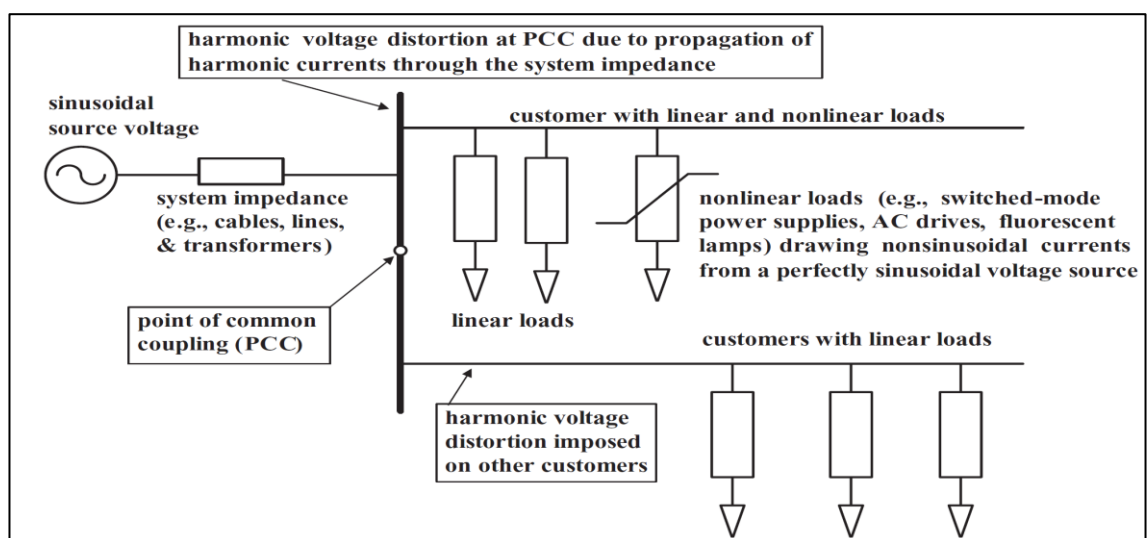 harmonic voltage distortion at PCC due to propagation of
harmonic currents through the system impedance
sinusoidal
source voltage
customer with linear and nonlinear loads
system impedance
(e.g., cables, lines,
& transformers)
nonlinear loads (e.g., switched-mode
power supplies, AC drives, fluorescent
lamps) drawing nonsinusoidal currents
from a perfectly sinusoidal voltage source
linear loads
point of common
coupling (PCC)
customers with linear loads
harmonic voltage
distortion imposed
on other customers